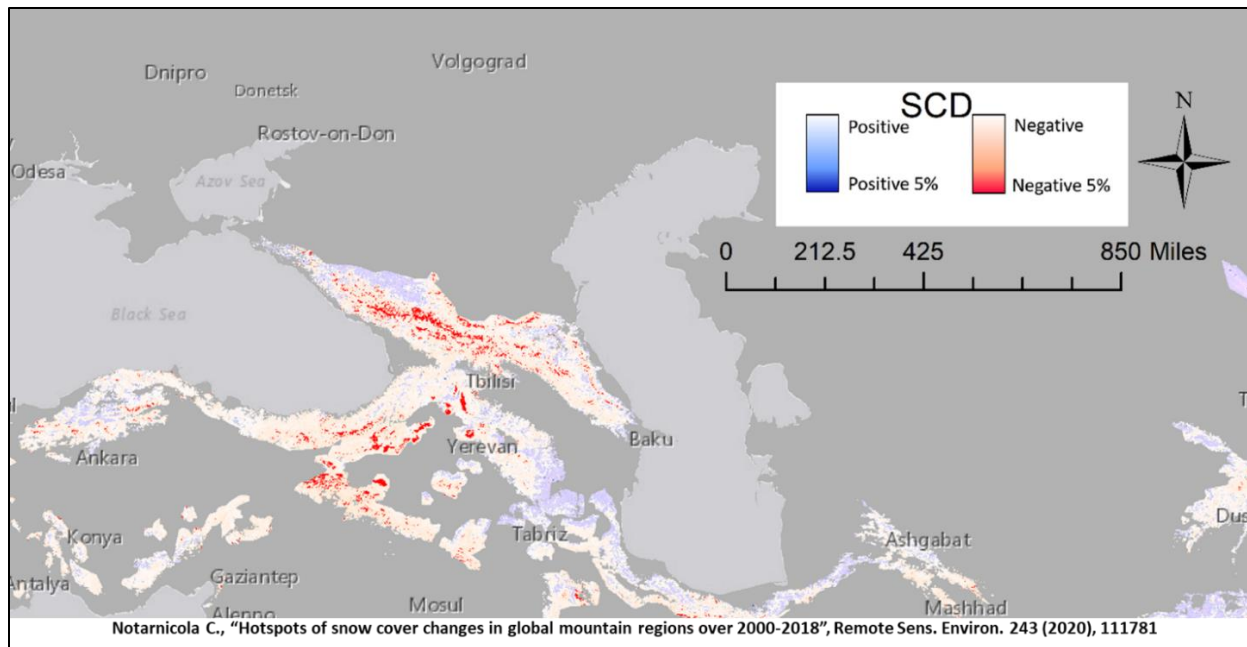 Volgograd
Dnipro
Donetsk
Rostov-on-Don
Odesa
Azov Sea
SCD
Positive
Positive 5%
Negative
Negative 5%
N
0 212.5 425 850 Miles
Black Sea
Tbilisi
Yerevan
Baku
Ankara
Konya
Tabriz
Ashgabat
Dus
Antalya
Gaziantep
Mosul
Mashhad
Notarnicola C., “Hotspots of snow cover changes in global mountain regions over 2000-2018”, Remote Sens. Environ. 243 (2020), 111781